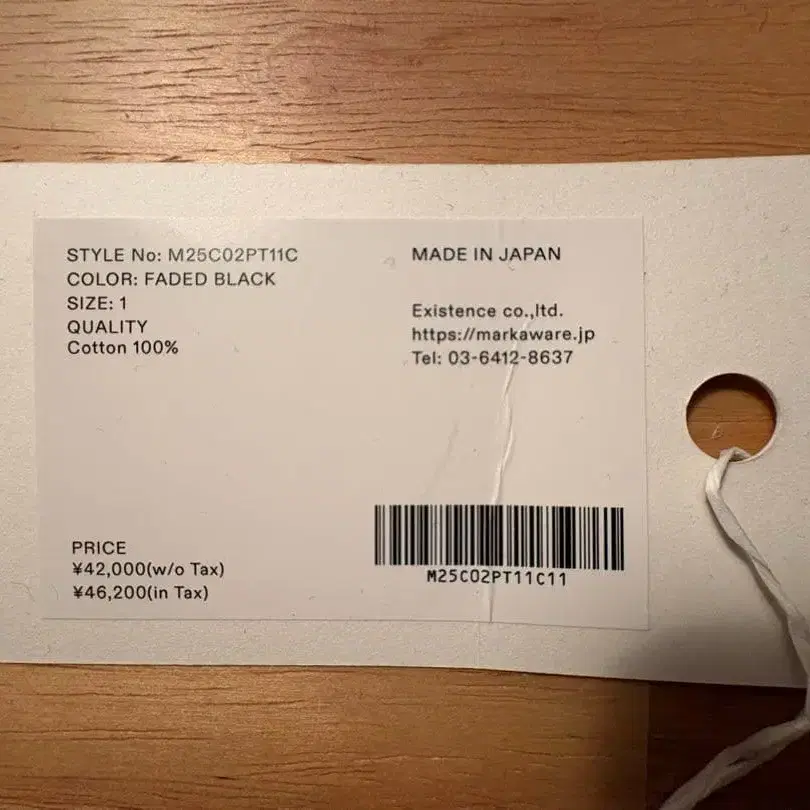 STYLE No: M25C02PT11C
COLOR: FADED BLACK
SIZE: 1
QUALITY
Cotton 100%
MADE IN JAPAN
Existence co.,ltd.
https://markaware.jp
Tel: 03-6412-8637
PRICE
¥42,000(w/o Tax)
¥46,200(in Tax)
M25C02PT11C11